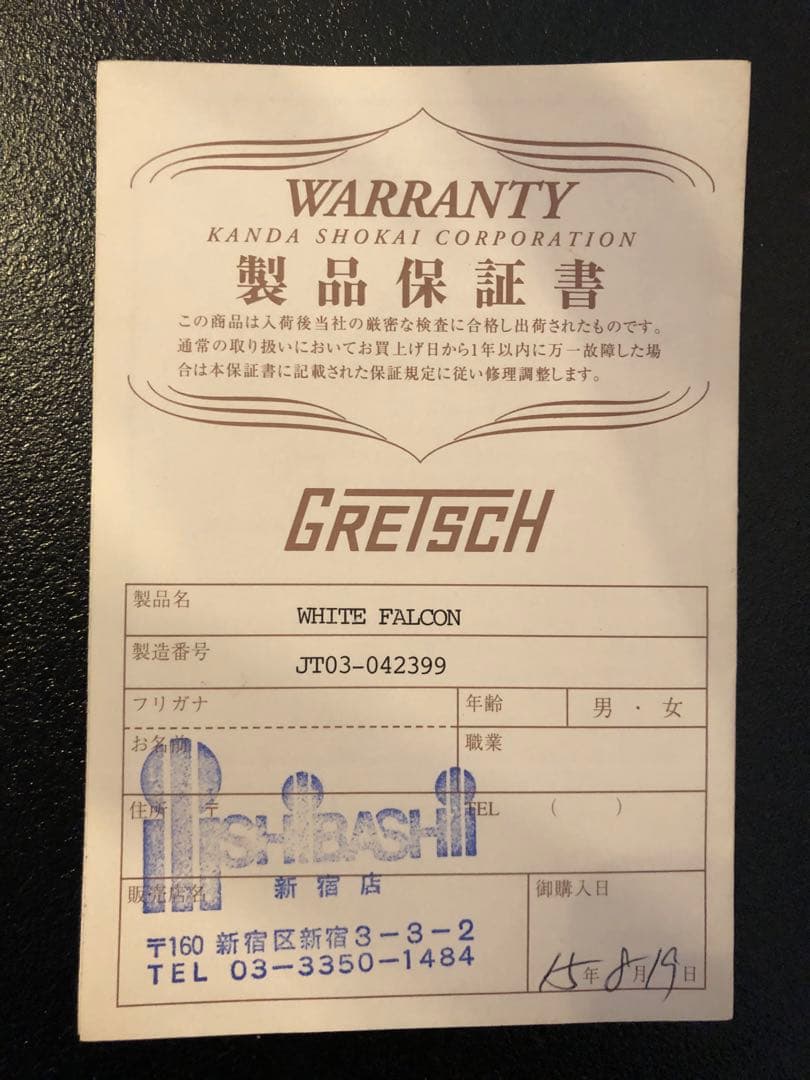 WARRANTY
KANDA SHOKAI CORPORATION
製品保証書
この商品は入荷後当社の厳密な検査に合格し出荷されたものです。
通常の取り扱いにおいてお買上げ日から1年以内に万一故障した場
合は本保証書に記載された保証規定に従い修理調整します。
GRETSCH
製品名 WHITE FALCON
製造番号 JT03-042399
フリガナ 年齢 男・女
お名前 職業
住所 〒 TEL ( )
ISHIBASHI
新宿店
販売店名 御購入日
〒160 新宿区新宿3-3-2
TEL 03-3350-1484
15年8月19日